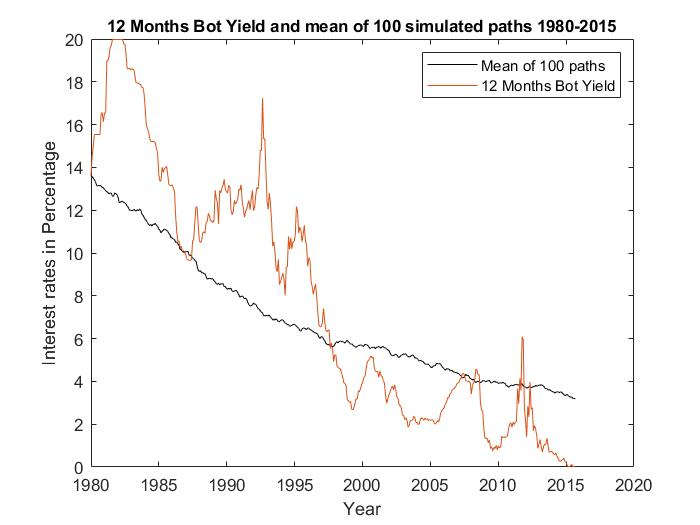 12 Months Bot Yield and mean of 100 simulated paths 1980-2015
Mean of 100 paths
12 Months Bot Yield
Interest rates in Percentage
20
18
16
14
12
10
8
6
4
2
0
1980 1985 1990 1995 2000 2005 2010 2015 2020
Year